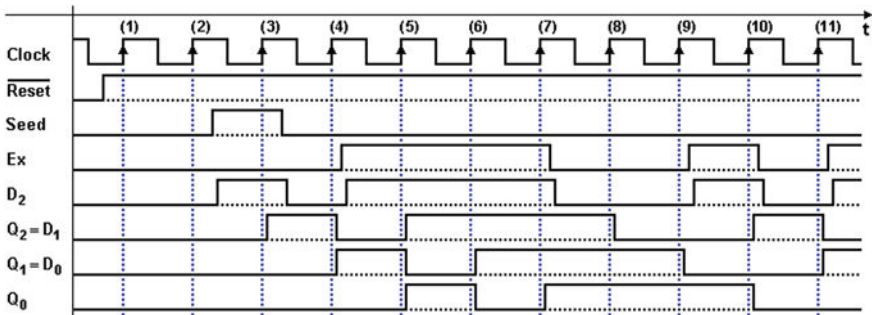 (1) (2) (3) (4) (5) (6) (7) (8) (9) (10) (11)
t
Clock
Reset
Seed
Ex
D₂
Q₂=D₁
Q₁=D₀
Q₀